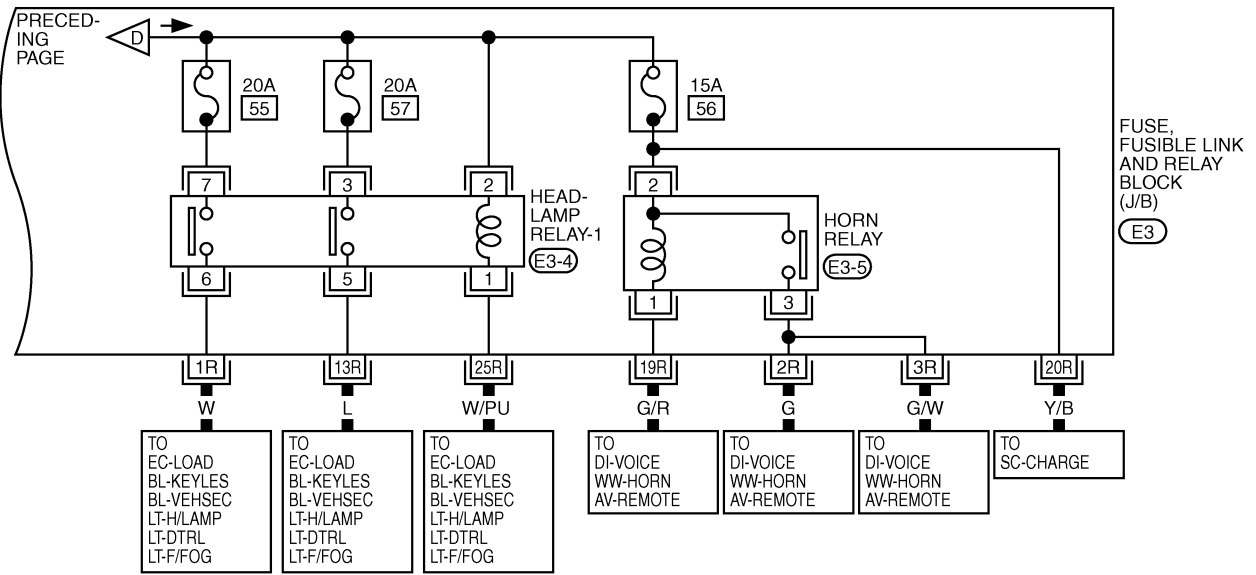 PRECED-
ING
PAGE
D
20A
55
20A
57
15A
56
FUSE,
FUSIBLE LINK
AND RELAY
BLOCK
(J/B)
E3
7
3
2
HEAD-
LAMP
RELAY-1
E3-4
6
5
1
2
HORN
RELAY
E3-5
1
3
1R
13R
25R
19R
2R
3R
20R
W
L
W/PU
G/R
G
G/W
Y/B
TO
EC-LOAD
BL-KEYLES
BL-VEHSEC
LT-H/LAMP
LT-DTRL
LT-F/FOG
TO
EC-LOAD
BL-KEYLES
BL-VEHSEC
LT-H/LAMP
LT-DTRL
LT-F/FOG
TO
EC-LOAD
BL-KEYLES
BL-VEHSEC
LT-H/LAMP
LT-DTRL
LT-F/FOG
TO
DI-VOICE
WW-HORN
AV-REMOTE
TO
DI-VOICE
WW-HORN
AV-REMOTE
TO
DI-VOICE
WW-HORN
AV-REMOTE
TO
SC-CHARGE